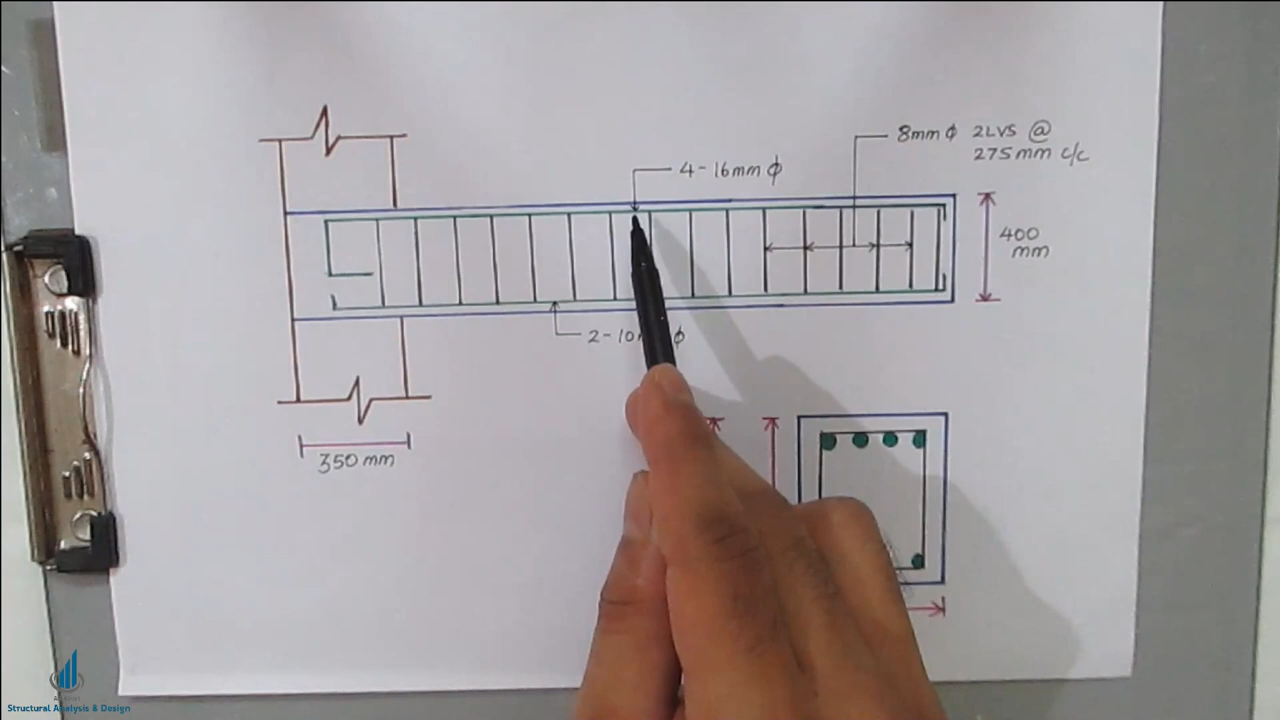 8mm ϕ 2LVS @
275mm c/c
4-16mm ϕ
400
mm
2-10 ϕ
350 mm
Structural Analysis & Design